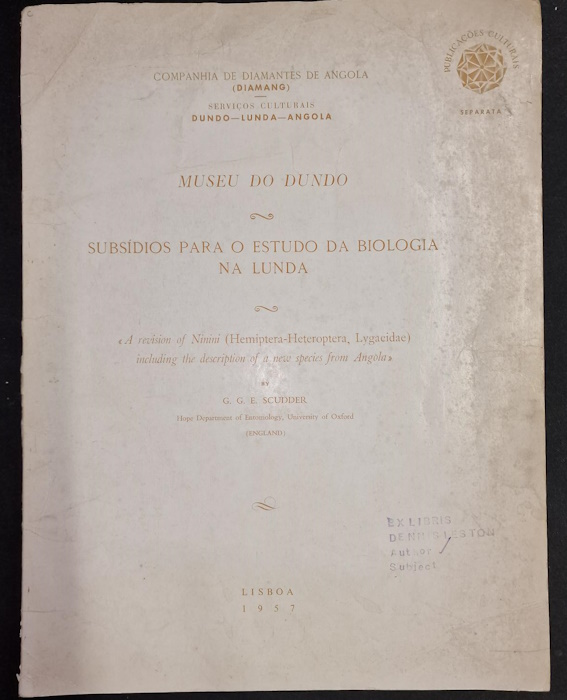 COMPANHIA DE DIAMANTES DE ANGOLA
(DIAMANG)
SERVIÇOS CULTURAIS
DUNDO—LUNDA—ANGOLA
PUBLICAÇÕES CULTURAIS
SEPARATA
MUSEU DO DUNDO
SUBSÍDIOS PARA O ESTUDO DA BIOLOGIA
NA LUNDA
«A revision of Ninini (Hemiptera-Heteroptera, Lygaeidae)
including the description of a new species from Angola»
BY
G. G. E. SCUDDER
Hope Department of Entomology, University of Oxford
(ENGLAND)
EX LIBRIS
DENNIS LESTON
Author
Subject
LISBOA
1957